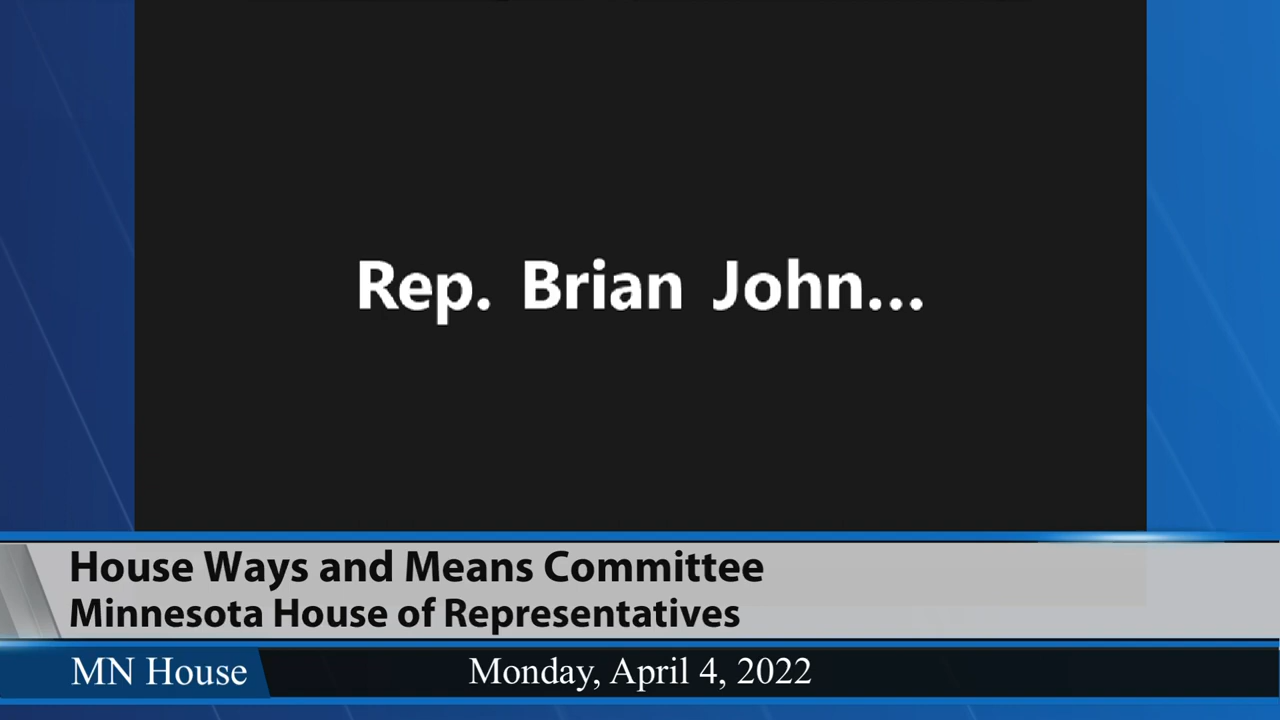 Rep. Brian John...
House Ways and Means Committee
Minnesota House of Representatives
MN House
Monday, April 4, 2022